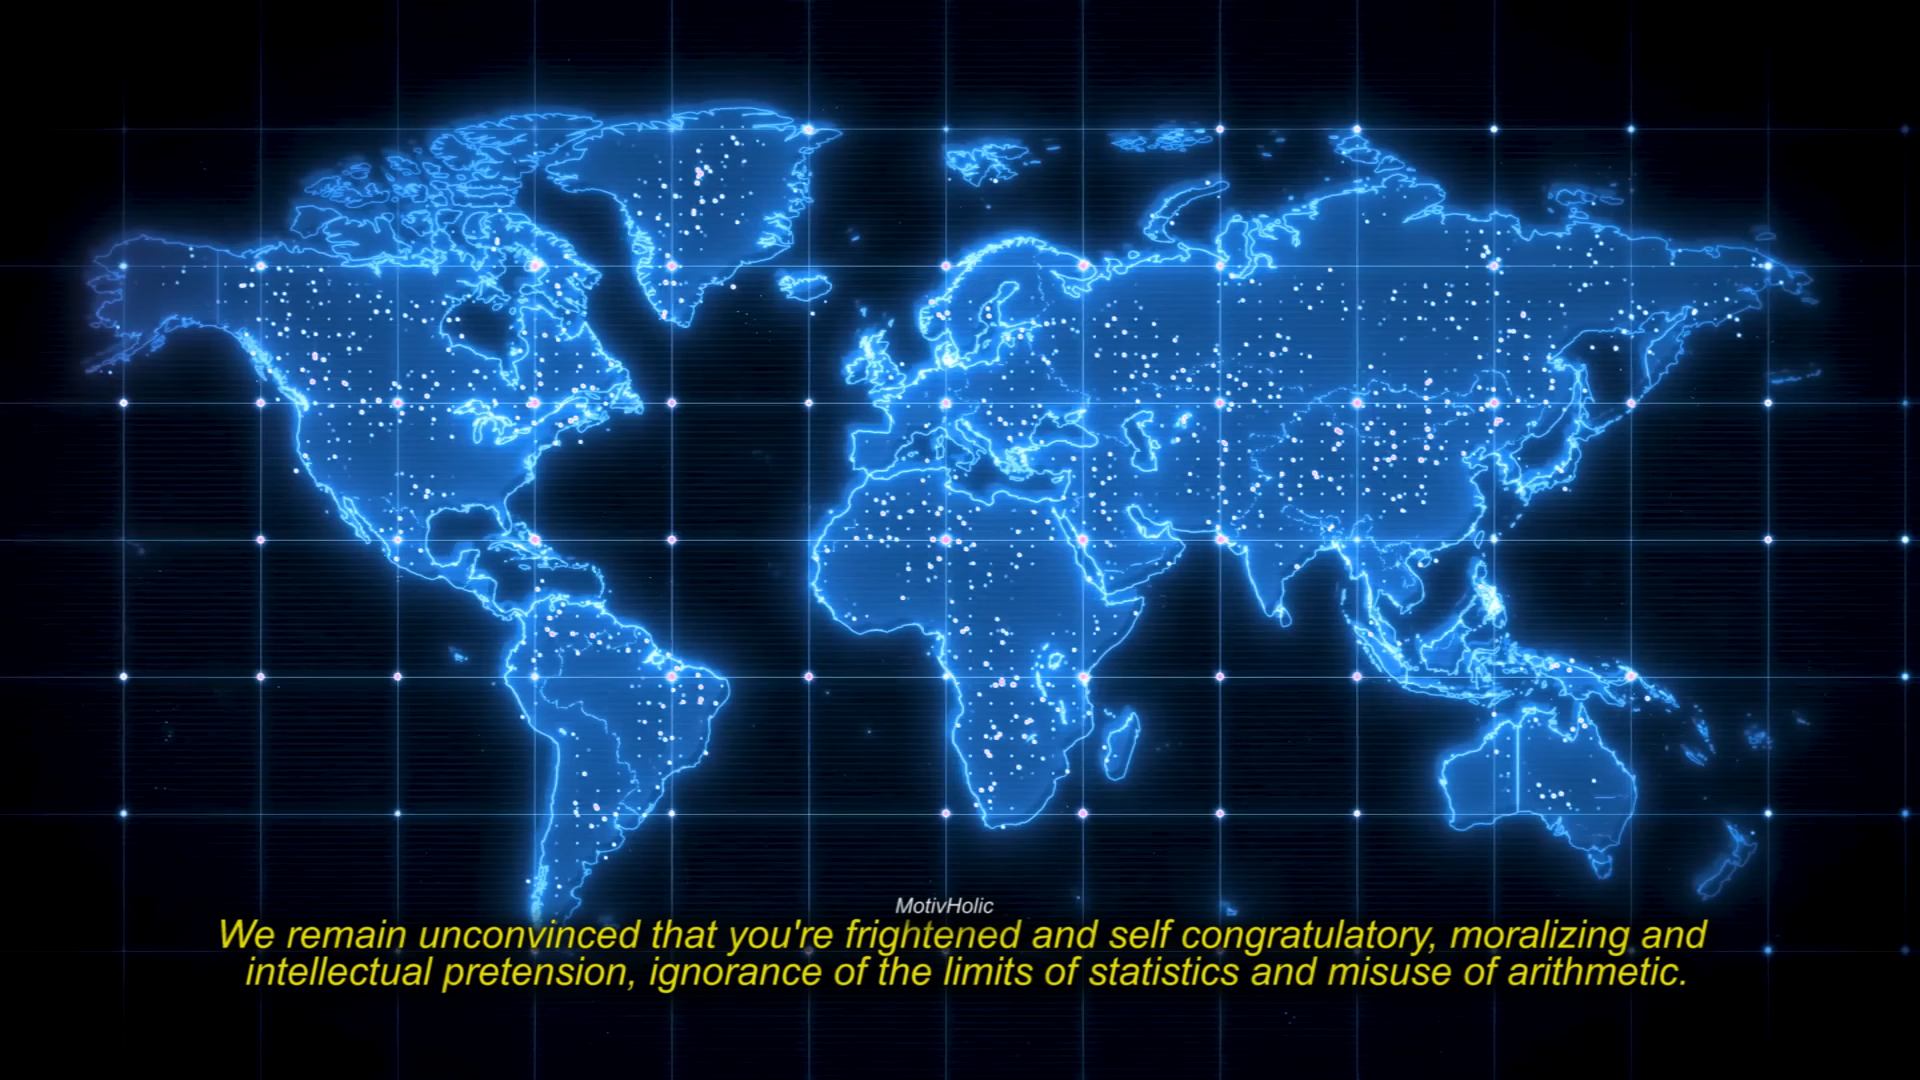 MotivHolic
We remain unconvinced that you're frightened and self congratulatory, moralizing and
intellectual pretension, ignorance of the limits of statistics and misuse of arithmetic.